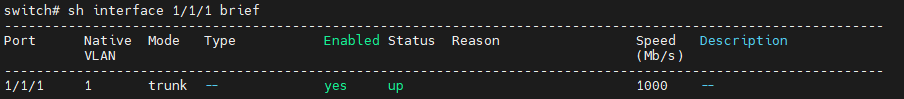 switch# sh interface 1/1/1 brief
--------------------------------------------------------------------------------------------------------------
Port      Native  Mode   Type           Enabled Status  Reason                 Speed   Description
          VLAN                                                                 (Mb/s)
--------------------------------------------------------------------------------------------------------------
1/1/1     1       trunk  --             yes     up                             1000    --